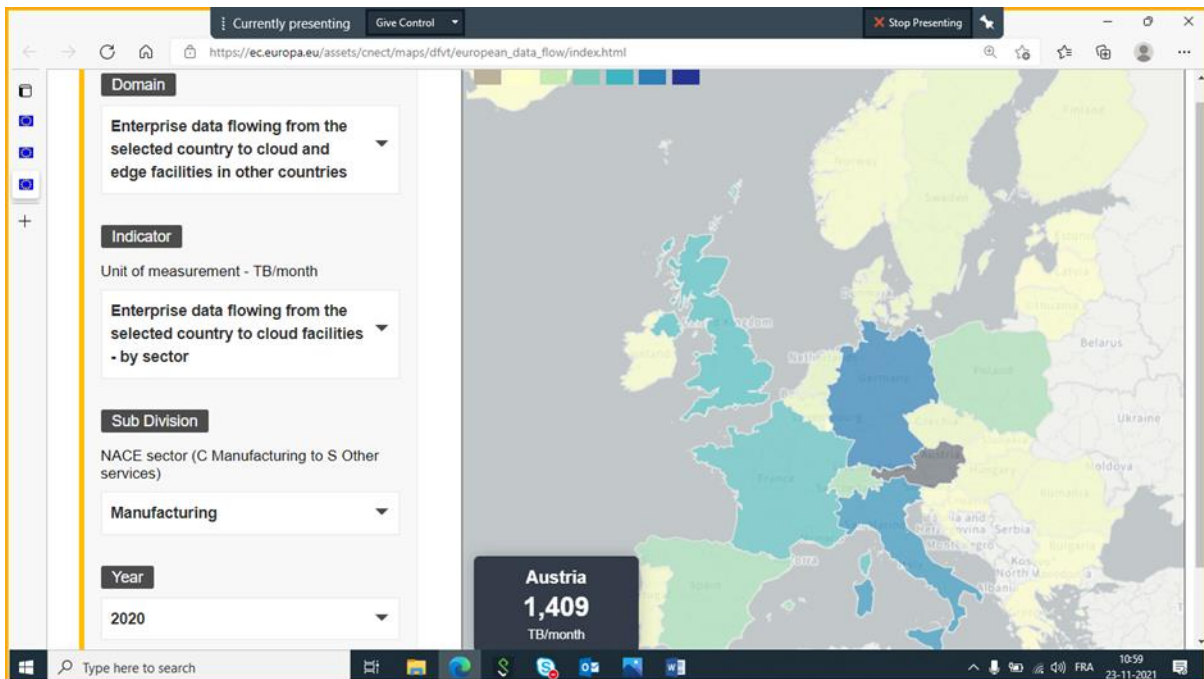 Currently presenting
Give Control
Stop Presenting
https://ec.europa.eu/assets/cnect/maps/dfvt/european_data_flow/index.html
Domain
Enterprise data flowing from the
selected country to cloud and
edge facilities in other countries
Indicator
Unit of measurement - TB/month
Enterprise data flowing from the
selected country to cloud facilities
- by sector
Sub Division
NACE sector (C Manufacturing to S Other
services)
Manufacturing
Year
2020
Finland
Norway
Sweden
Estonia
Latvia
Lithuania
Belarus
Ireland
Germany
Poland
Ukraine
France
Austria
Slovakia
Hungary
Moldova
Romania
Serbia
Bulgaria
Spain
Austria
1,409
TB/month
Type here to search
FRA
10:59
23-11-2021